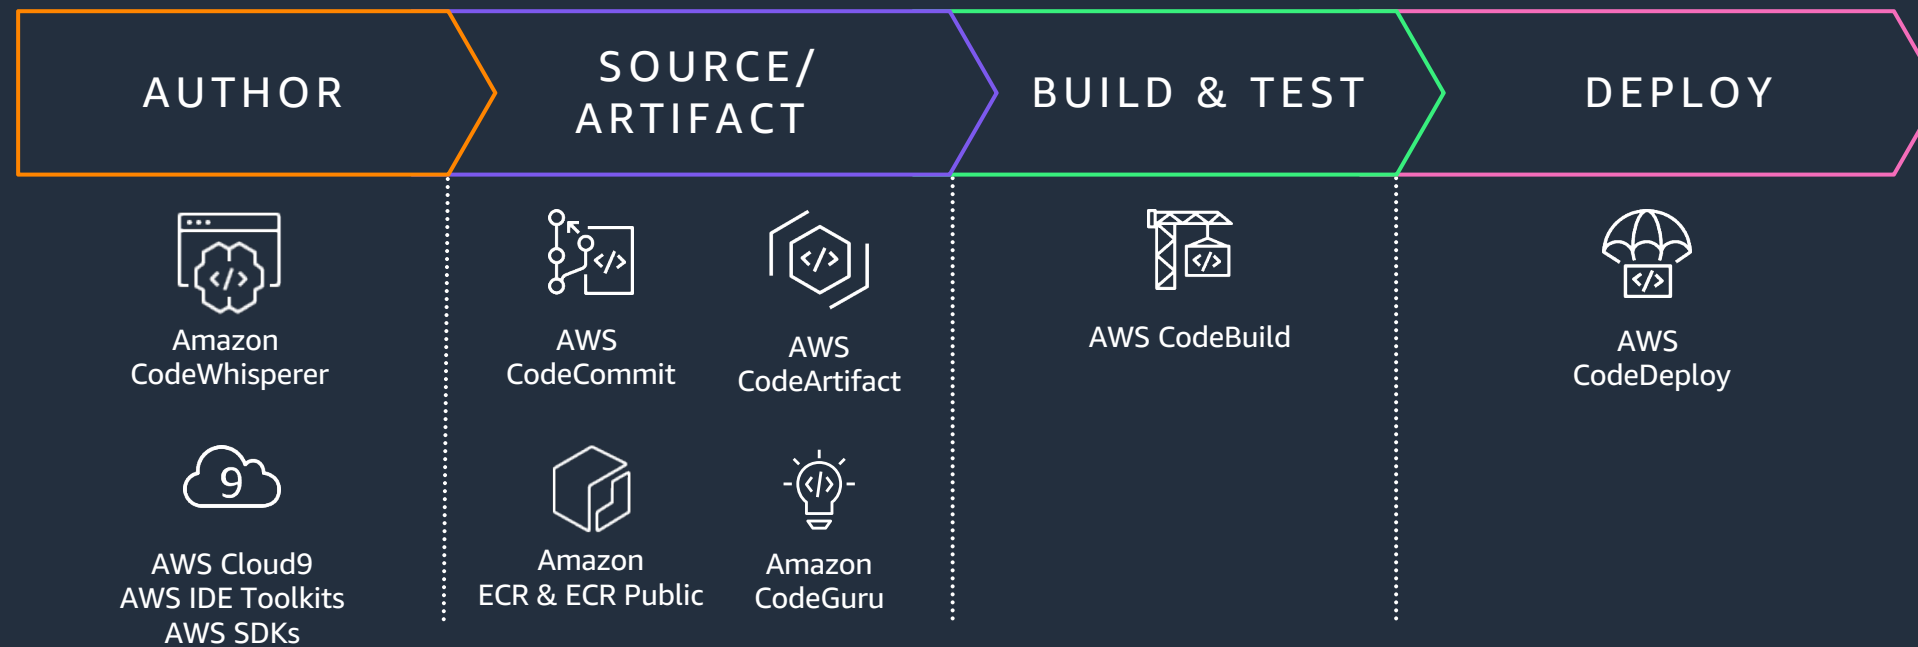 AUTHOR
SOURCE/
ARTIFACT
BUILD & TEST
DEPLOY
</>
Amazon
CodeWhisperer
9
AWS Cloud9
AWS IDE Toolkits
AWS SDKs
</>
AWS
CodeCommit
</>
AWS
CodeArtifact
Amazon
ECR & ECR Public
</>
Amazon
CodeGuru
</>
AWS CodeBuild
</>
AWS
CodeDeploy